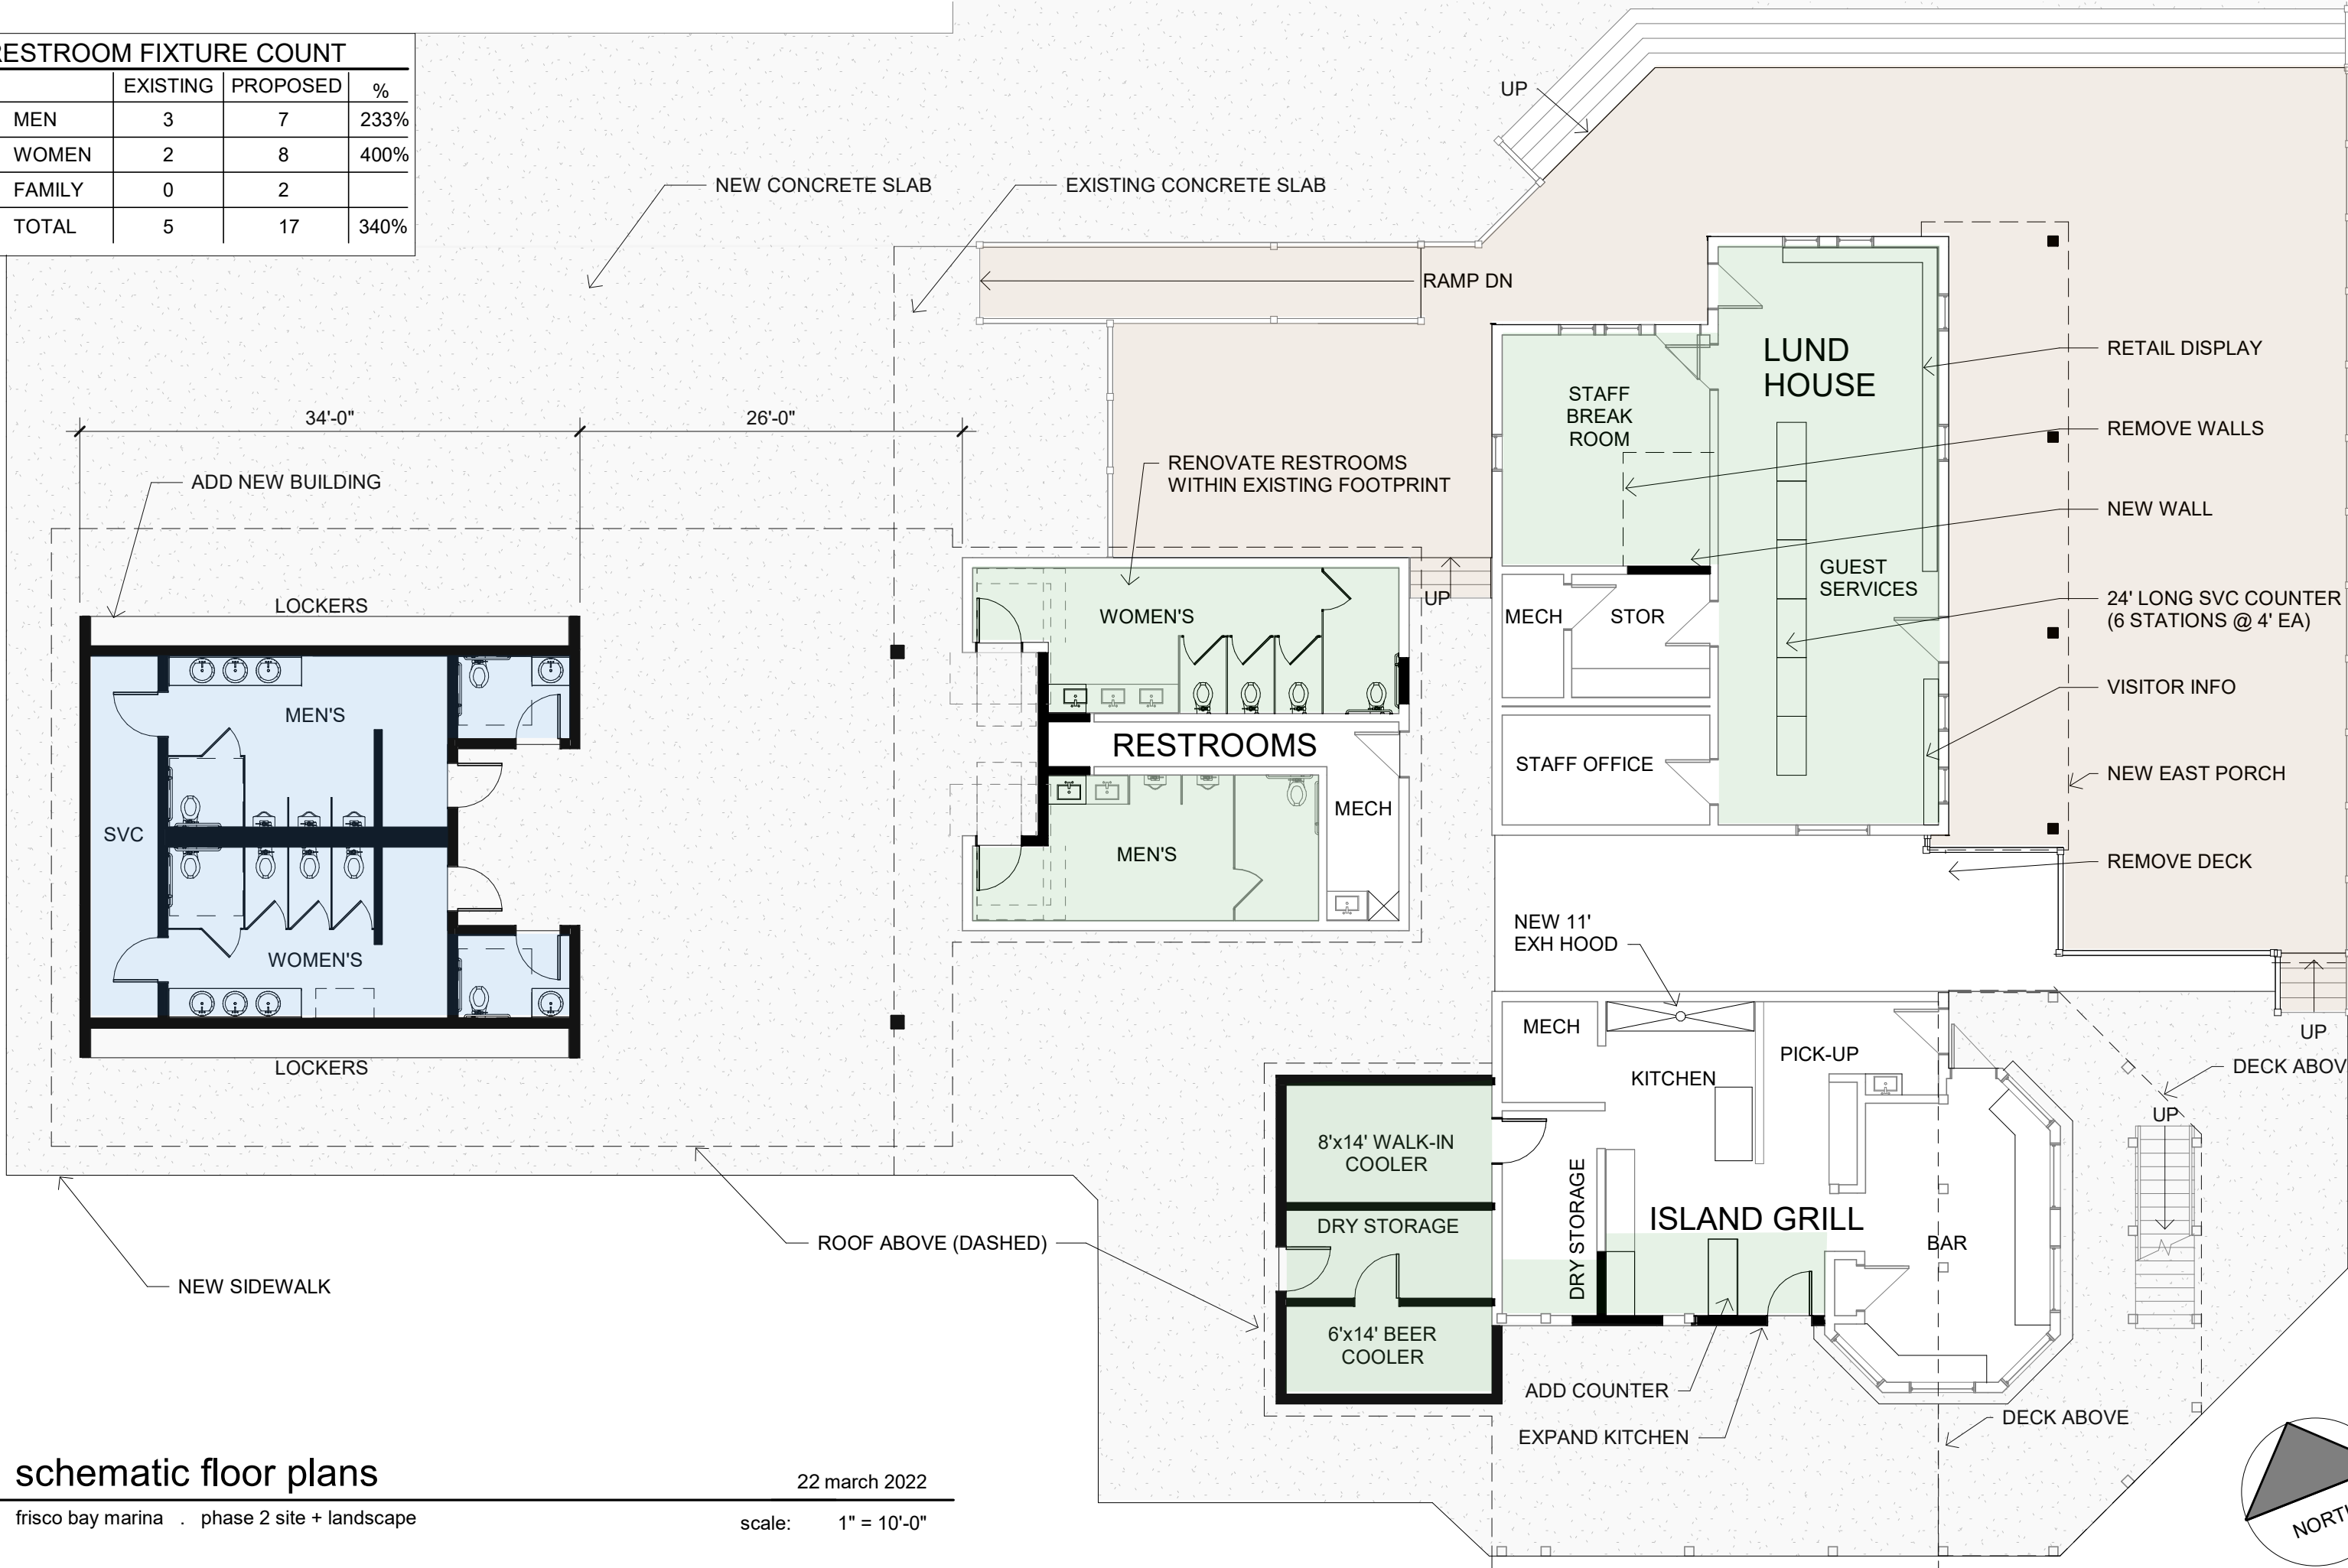 RESTROOM FIXTURE COUNT
EXISTING PROPOSED %
MEN 3 7 233%
WOMEN 2 8 400%
FAMILY 0 2
TOTAL 5 17 340%
UP
NEW CONCRETE SLAB
EXISTING CONCRETE SLAB
RAMP DN
LUND
HOUSE
RETAIL DISPLAY
STAFF
BREAK
ROOM
REMOVE WALLS
34'-0"
26'-0"
RENOVATE RESTROOMS
WITHIN EXISTING FOOTPRINT
ADD NEW BUILDING
NEW WALL
GUEST
SERVICES
24' LONG SVC COUNTER
(6 STATIONS @ 4' EA)
LOCKERS
WOMEN'S
UP
MECH
STOR
VISITOR INFO
MEN'S
RESTROOMS
STAFF OFFICE
NEW EAST PORCH
MECH
SVC
MEN'S
REMOVE DECK
NEW 11'
EXH HOOD
WOMEN'S
MECH
UP
PICK-UP
KITCHEN
DECK ABOV
LOCKERS
UP
8'x14' WALK-IN
COOLER
DRY STORAGE
DRY STORAGE
ISLAND GRILL
BAR
ROOF ABOVE (DASHED)
NEW SIDEWALK
6'x14' BEER
COOLER
ADD COUNTER
EXPAND KITCHEN
DECK ABOVE
schematic floor plans
22 march 2022
frisco bay marina . phase 2 site + landscape
scale: 1" = 10'-0"
NORTH